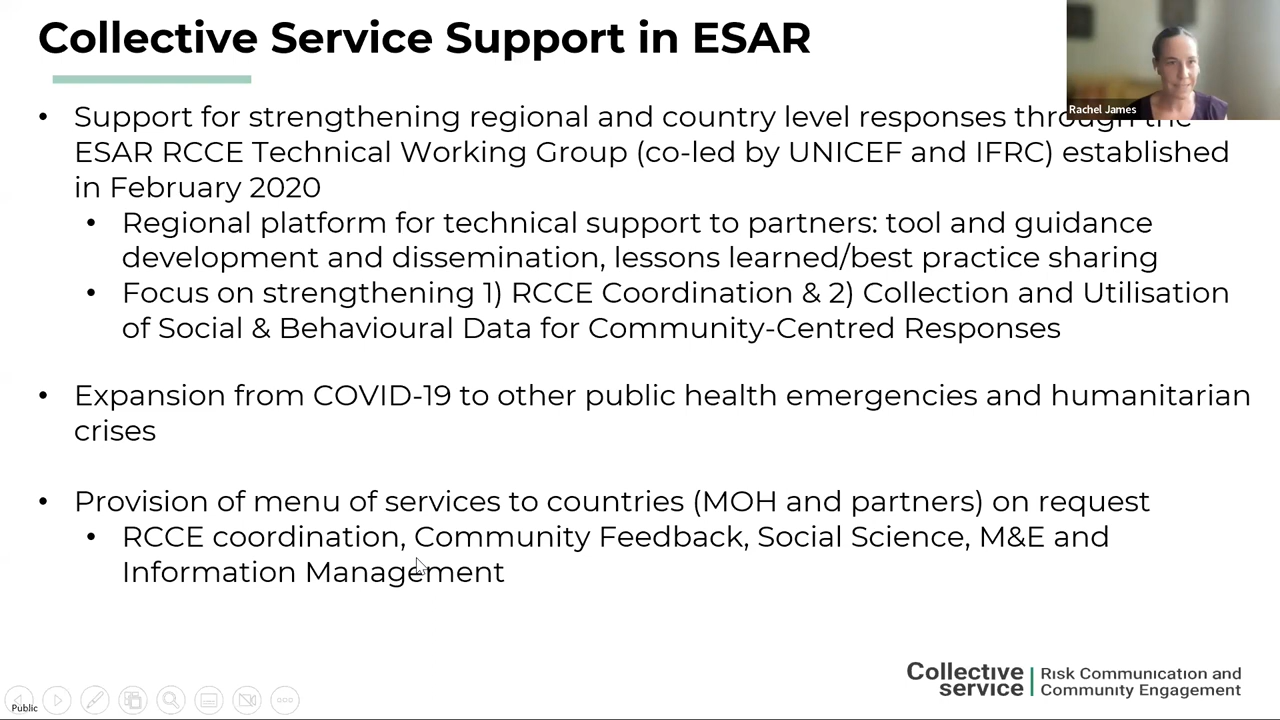 Collective Service Support in ESAR
Rachel James
• Support for strengthening regional and country level responses through the
ESAR RCCE Technical Working Group (co-led by UNICEF and IFRC) established
in February 2020
• Regional platform for technical support to partners: tool and guidance
development and dissemination, lessons learned/best practice sharing
• Focus on strengthening 1) RCCE Coordination & 2) Collection and Utilisation
of Social & Behavioural Data for Community-Centred Responses
• Expansion from COVID-19 to other public health emergencies and humanitarian
crises
• Provision of menu of services to countries (MOH and partners) on request
• RCCE coordination, Community Feedback, Social Science, M&E and
Information Management
Collective
service
Risk Communication and
Community Engagement
Public